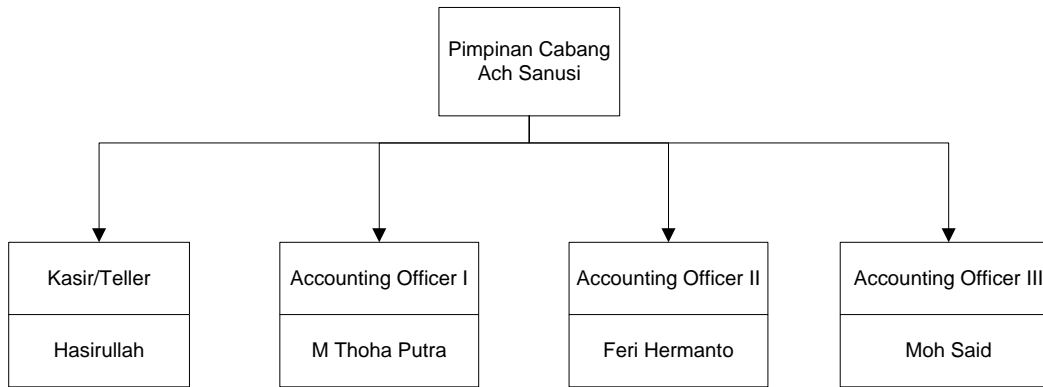 Pimpinan Cabang
Ach Sanusi
Kasir/Teller
Accounting Officer I
Accounting Officer II
Accounting Officer III
Hasirullah
M Thoha Putra
Feri Hermanto
Moh Said